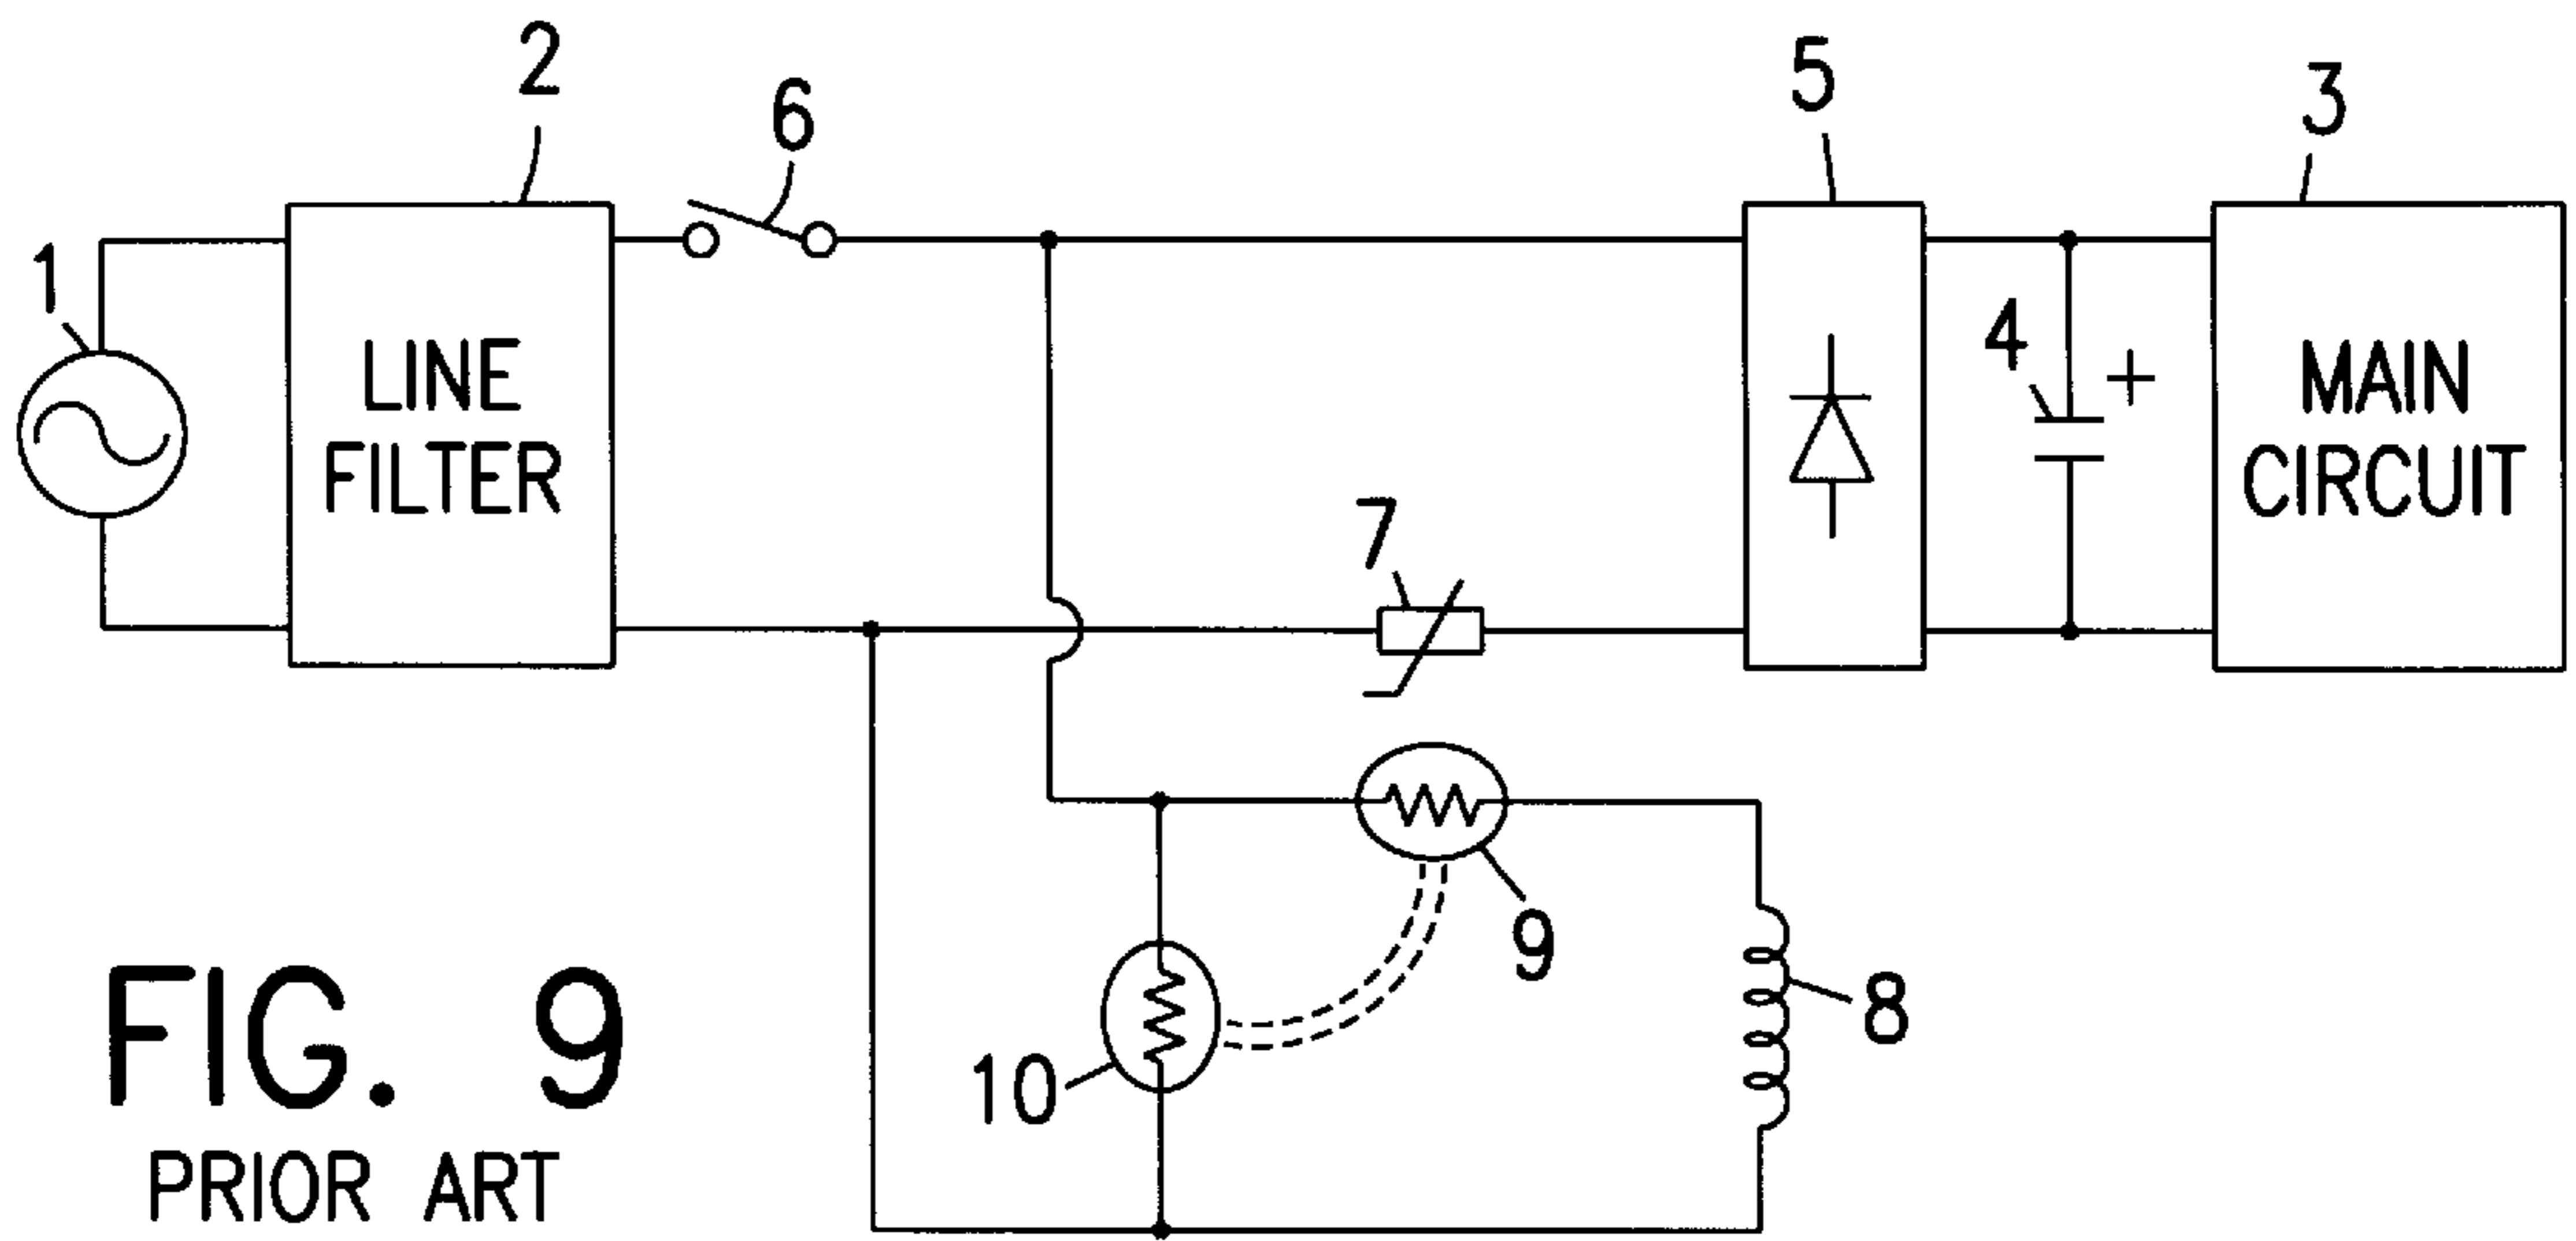 2
6
5
3
1
LINE
FILTER
4 +
MAIN
CIRCUIT
7
9
8
10
FIG. 9
PRIOR ART